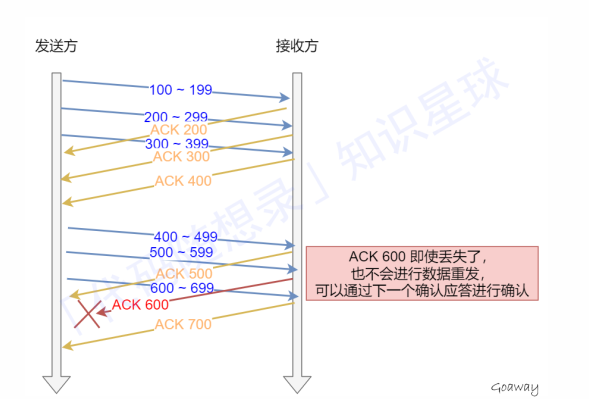 发送方
接收方
100 ~ 199
200 ~ 299
ACK 200
300 ~ 399
ACK 300
ACK 400
400 ~ 499
500 ~ 599
ACK 500
600 ~ 699
ACK 600
ACK 700
ACK 600 即使丢失了，
也不会进行数据重发，
可以通过下一个确认应答进行确认
「代码随想录」知识星球
Goaway